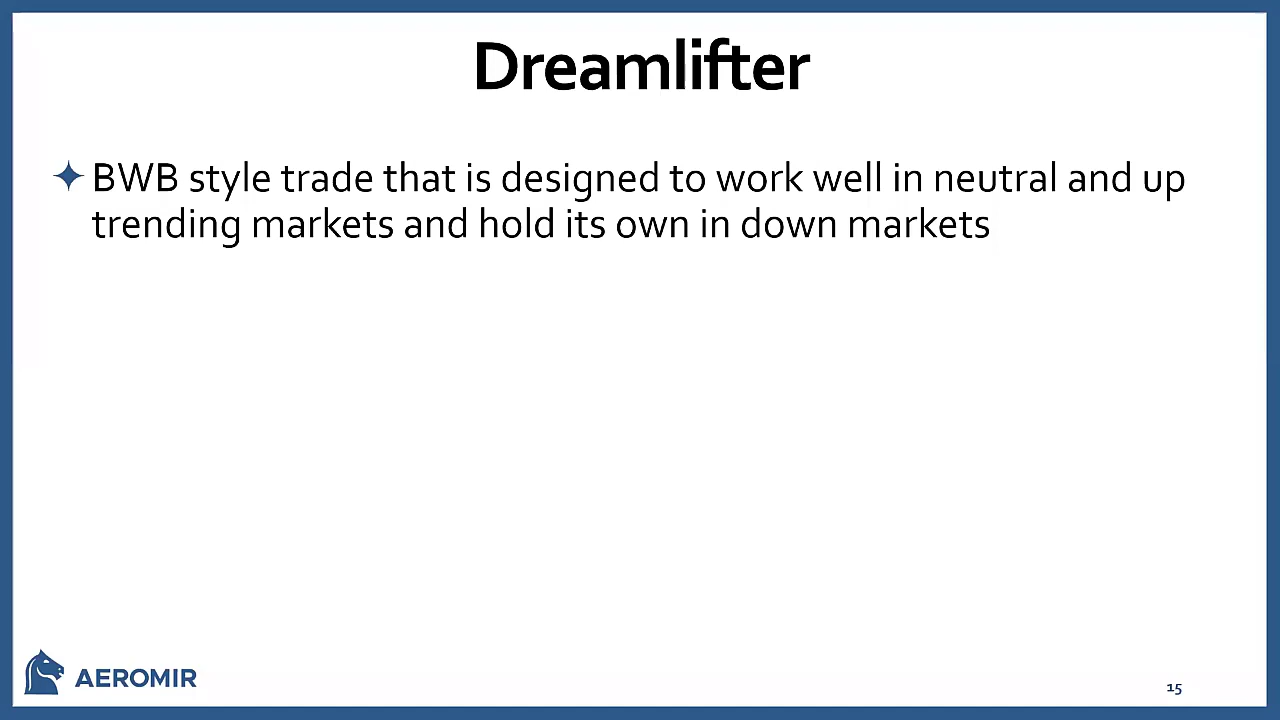 Dreamlifter
BWB style trade that is designed to work well in neutral and up
trending markets and hold its own in down markets
AEROMIR
15